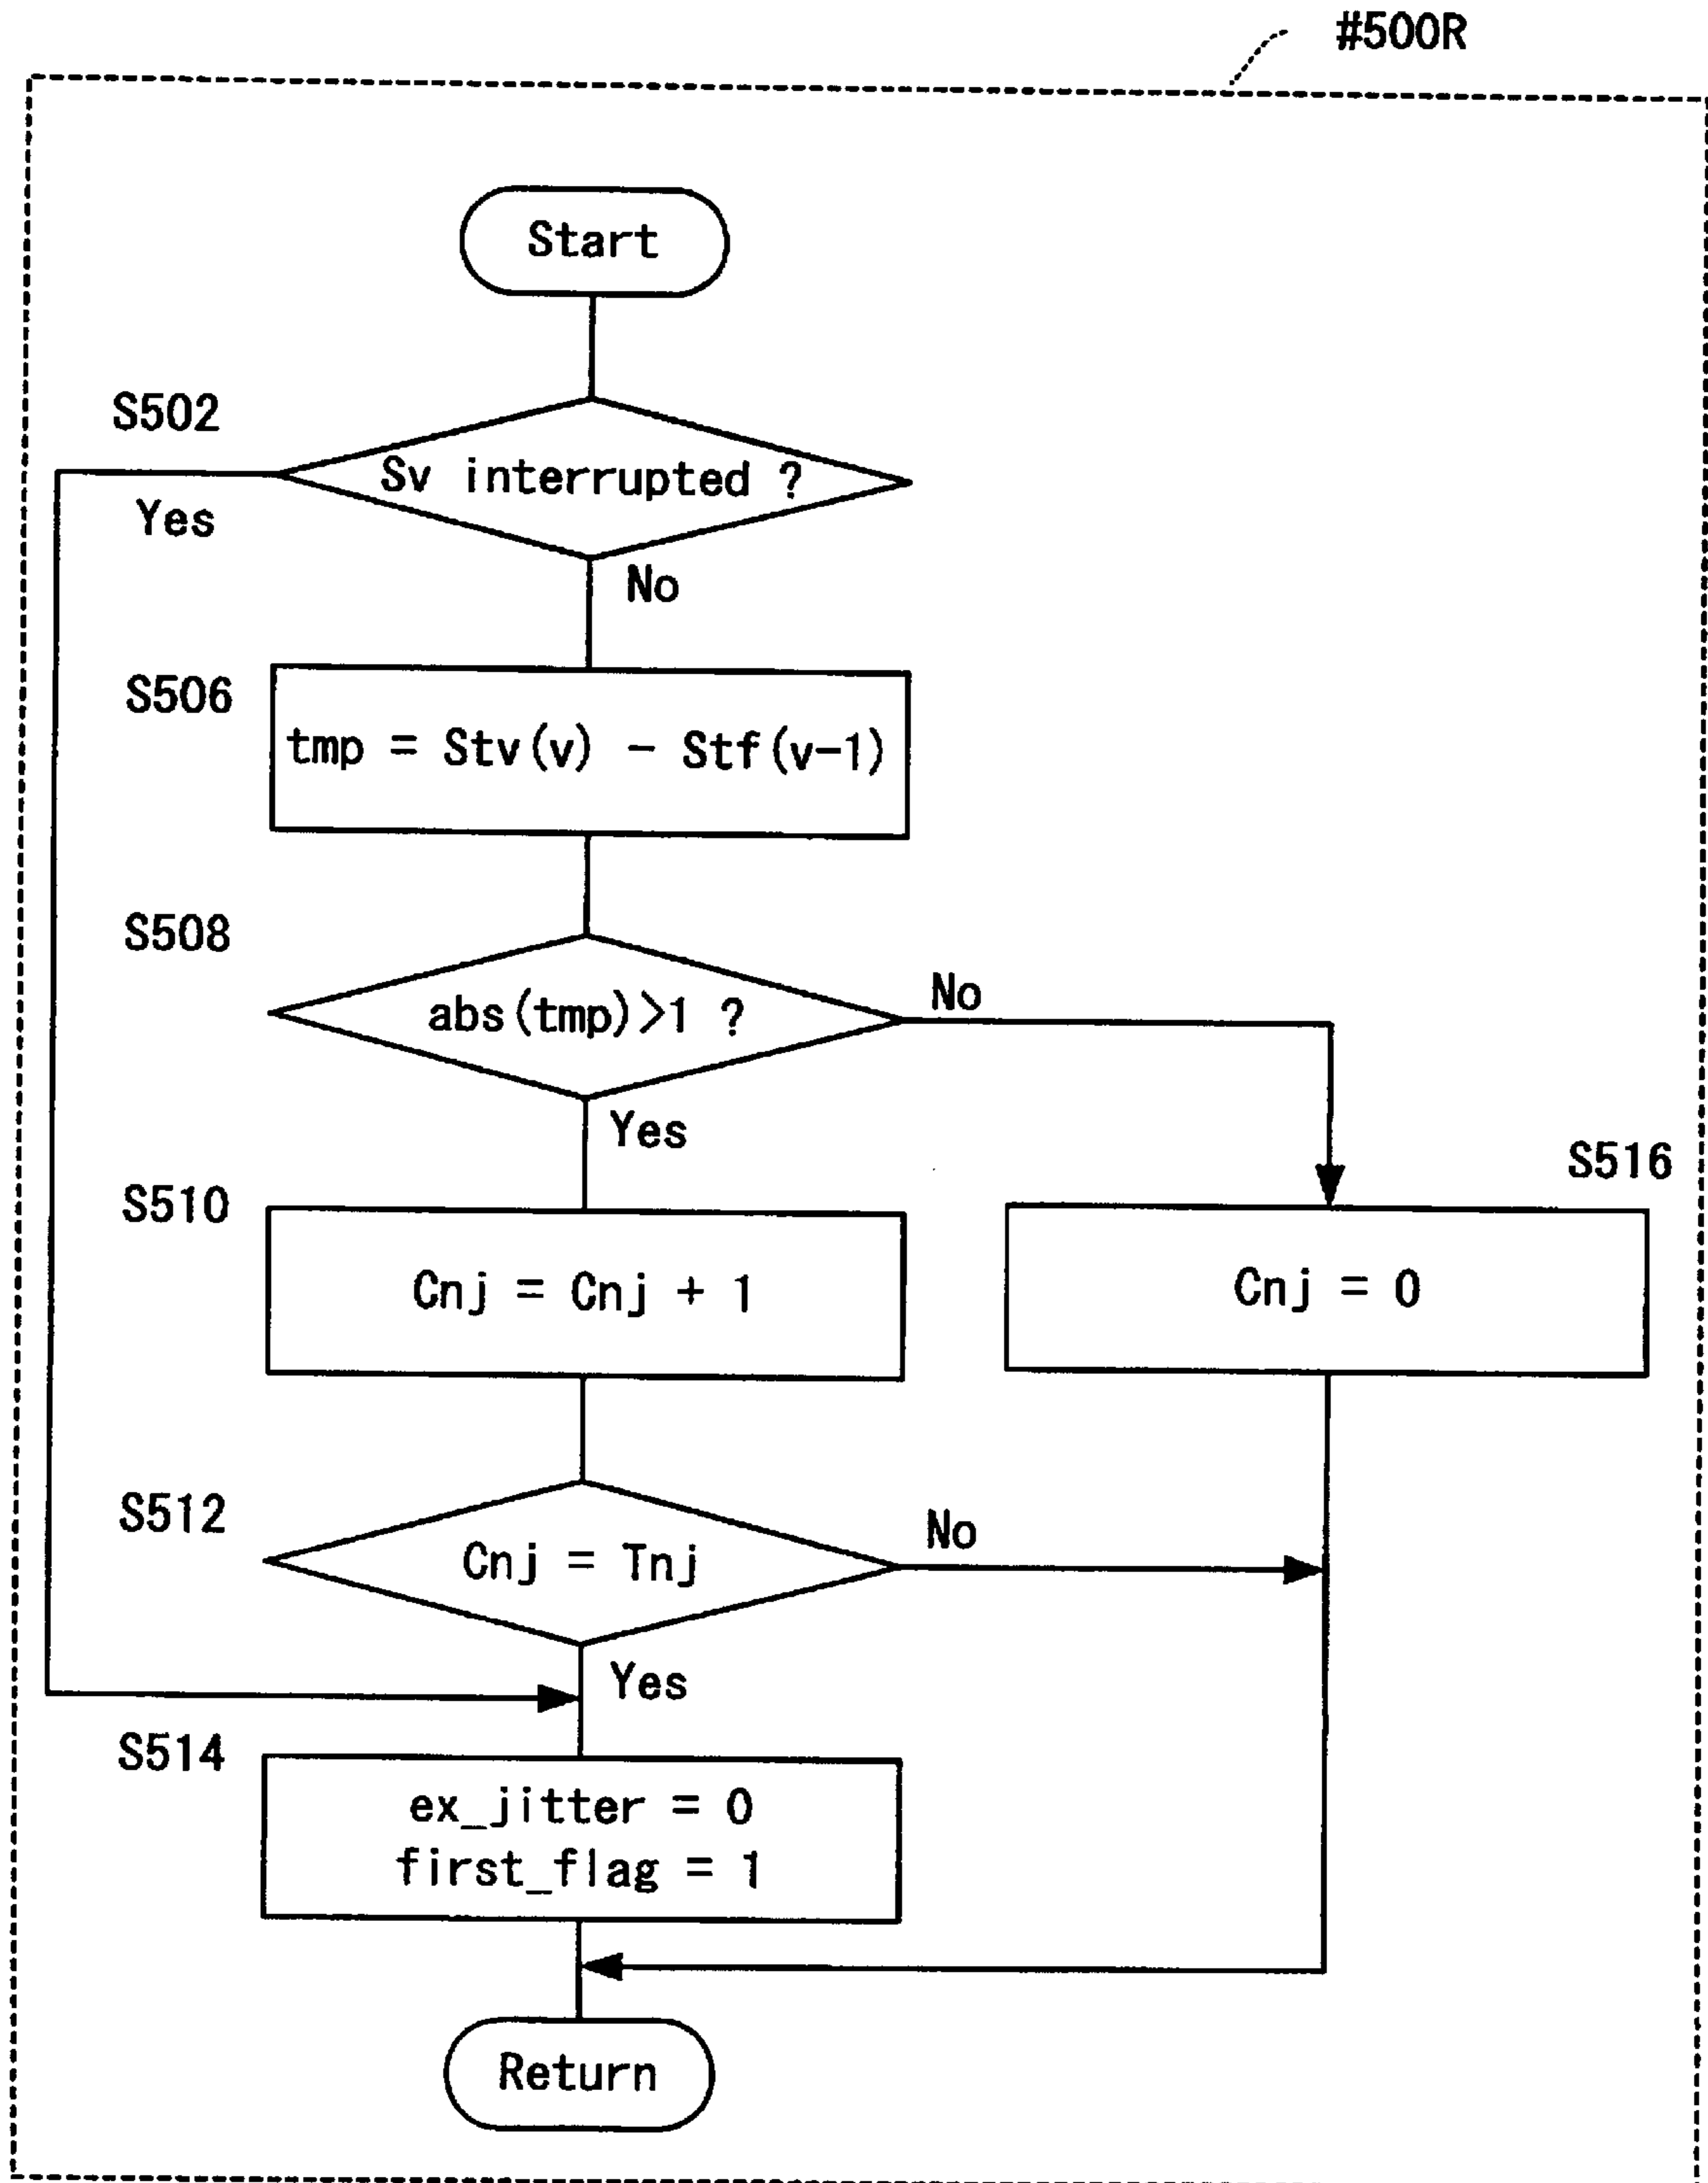 #500R
Start
S502
Sv interrupted ?
Yes
No
S506
tmp = Stv(v) - Stf(v-1)
S508
abs(tmp)>1 ?
No
Yes
S510
Cnj = Cnj + 1
S516
Cnj = 0
S512
Cnj = Tnj
No
Yes
S514
ex_jitter = 0
first_flag = 1
Return